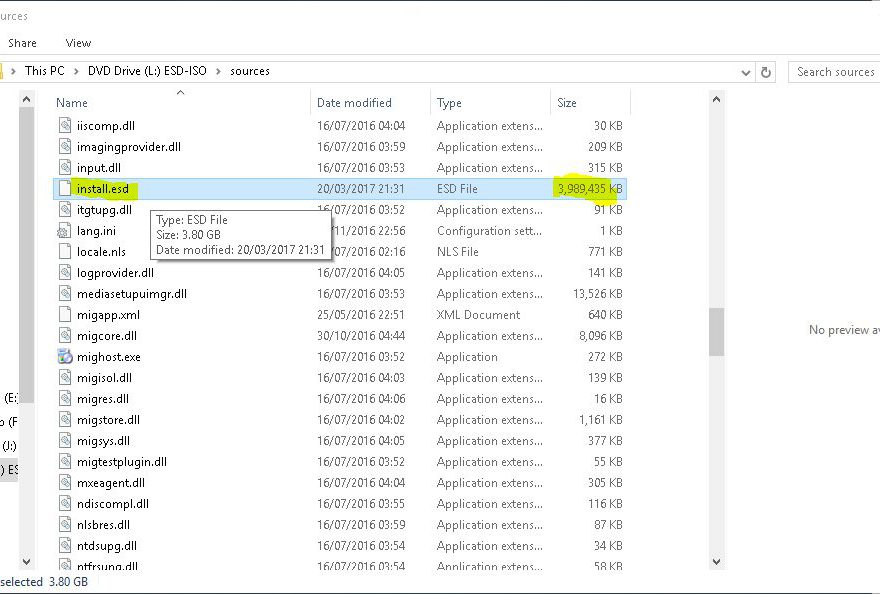 urces
Share View
This PC > DVD Drive (L:) ESD-ISO > sources
Search sources
Name Date modified Type Size
iiscomp.dll 16/07/2016 04:04 Application extens... 30 KB
imagingprovider.dll 16/07/2016 03:59 Application extens... 209 KB
input.dll 16/07/2016 03:53 Application extens... 315 KB
install.esd 20/03/2017 21:31 ESD File 3,989,435 KB
itgtupg.dll 16/07/2016 03:52 Application extens... 91 KB
Type: ESD File
Size: 3.80 GB
Date modified: 20/03/2017 21:31
lang.ini /11/2016 22:56 Configuration sett... 1 KB
locale.nls /07/2016 02:16 NLS File 771 KB
logprovider.dll 16/07/2016 04:05 Application extens... 141 KB
mediasetupuimgr.dll 16/07/2016 03:53 Application extens... 13,526 KB
migapp.xml 25/05/2016 22:51 XML Document 640 KB
migcore.dll 30/10/2016 04:44 Application extens... 8,096 KB
mighost.exe 16/07/2016 03:52 Application 272 KB
migisol.dll 16/07/2016 04:03 Application extens... 139 KB
migres.dll 16/07/2016 04:06 Application extens... 16 KB
migstore.dll 16/07/2016 04:02 Application extens... 1,161 KB
migsys.dll 16/07/2016 04:05 Application extens... 377 KB
migtestplugin.dll 16/07/2016 03:52 Application extens... 55 KB
mxeagent.dll 16/07/2016 04:04 Application extens... 305 KB
ndiscompl.dll 16/07/2016 03:55 Application extens... 116 KB
nlsbres.dll 16/07/2016 03:59 Application extens... 87 KB
ntdsupg.dll 16/07/2016 03:54 Application extens... 34 KB
ntfrsupg.dll 16/07/2016 03:54 Application extens... 58 KB
(E:
o (F
(J:)
) ES
No preview av
selected 3.80 GB